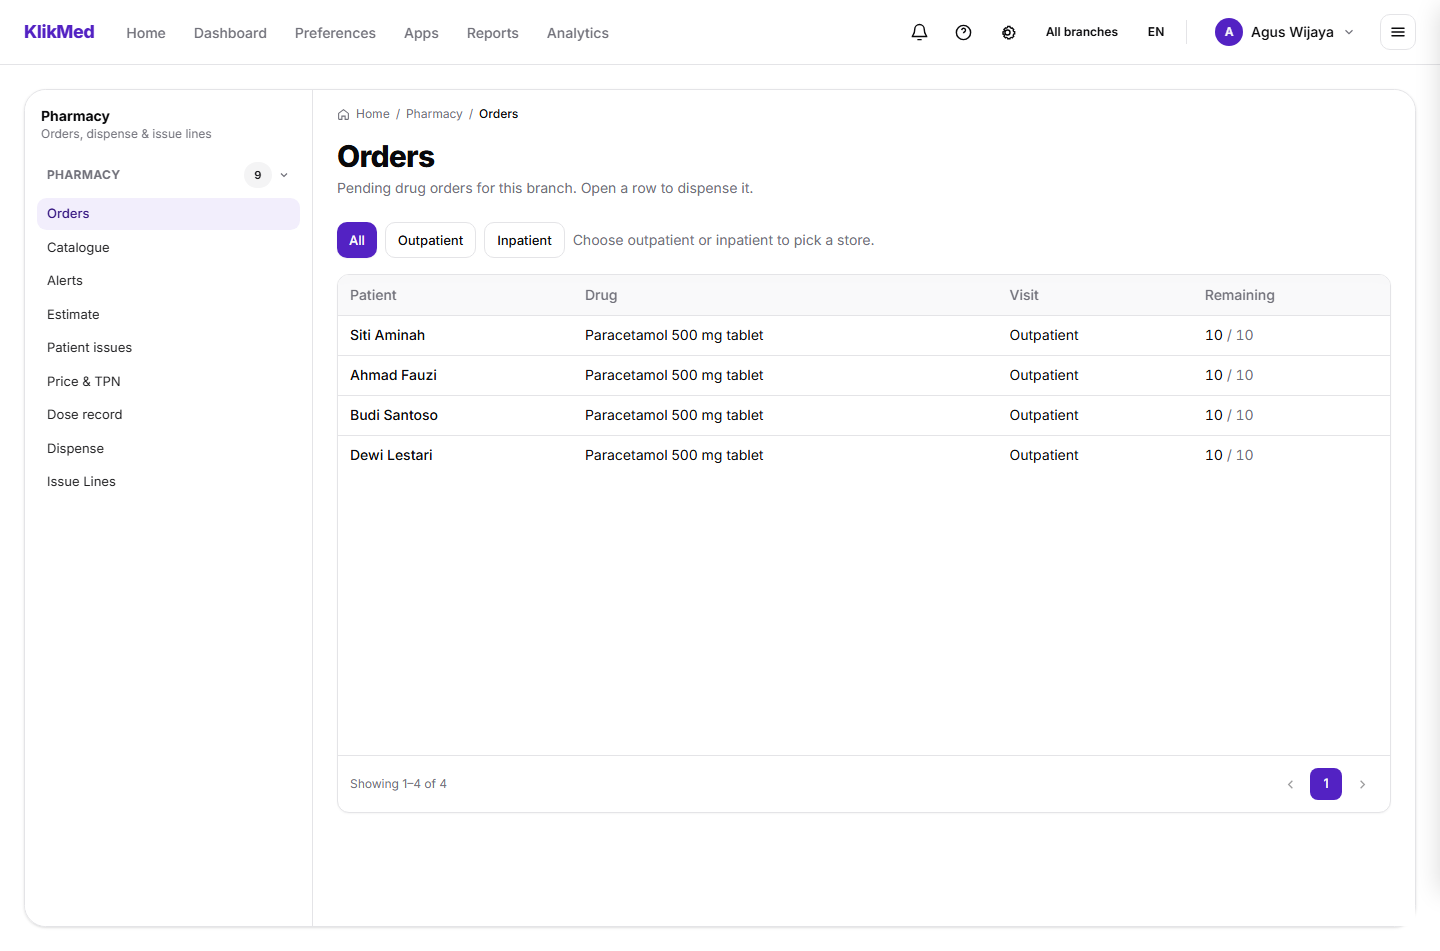 KlikMed Home Dashboard Preferences Apps Reports Analytics All branches EN A Agus Wijaya
Pharmacy
Orders, dispense & issue lines
PHARMACY 9
Orders
Catalogue
Alerts
Estimate
Patient issues
Price & TPN
Dose record
Dispense
Issue Lines
Home / Pharmacy / Orders
Orders
Pending drug orders for this branch. Open a row to dispense it.
All Outpatient Inpatient Choose outpatient or inpatient to pick a store.
Patient Drug Visit Remaining
Siti Aminah Paracetamol 500 mg tablet Outpatient 10 / 10
Ahmad Fauzi Paracetamol 500 mg tablet Outpatient 10 / 10
Budi Santoso Paracetamol 500 mg tablet Outpatient 10 / 10
Dewi Lestari Paracetamol 500 mg tablet Outpatient 10 / 10
Showing 1–4 of 4 1